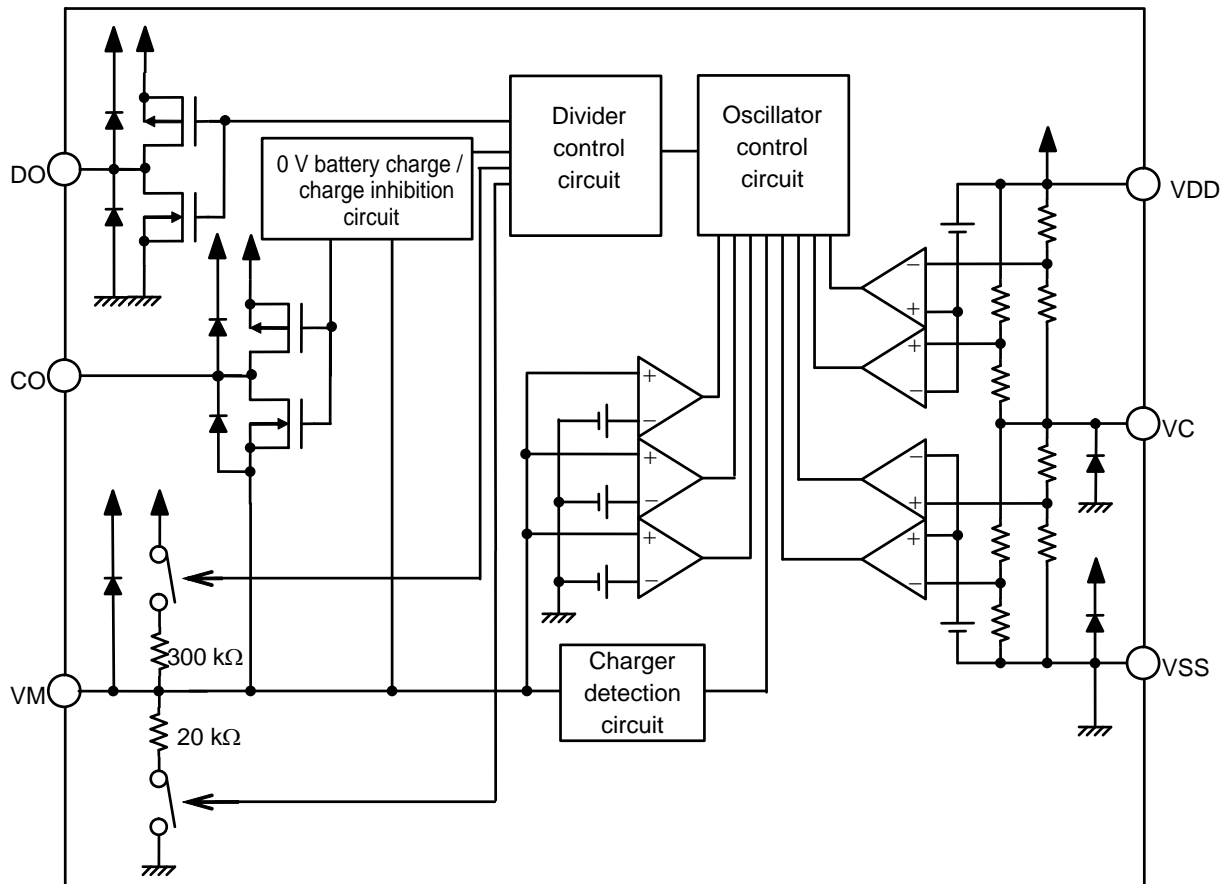 Divider
control
circuit
Oscillator
control
circuit
0 V battery charge /
charge inhibition
circuit
DO
VDD
−
+
+
−
CO
+
−
+
−
+
−
VC
−
+
+
−
300 kΩ
VM
20 kΩ
Charger
detection
circuit
VSS